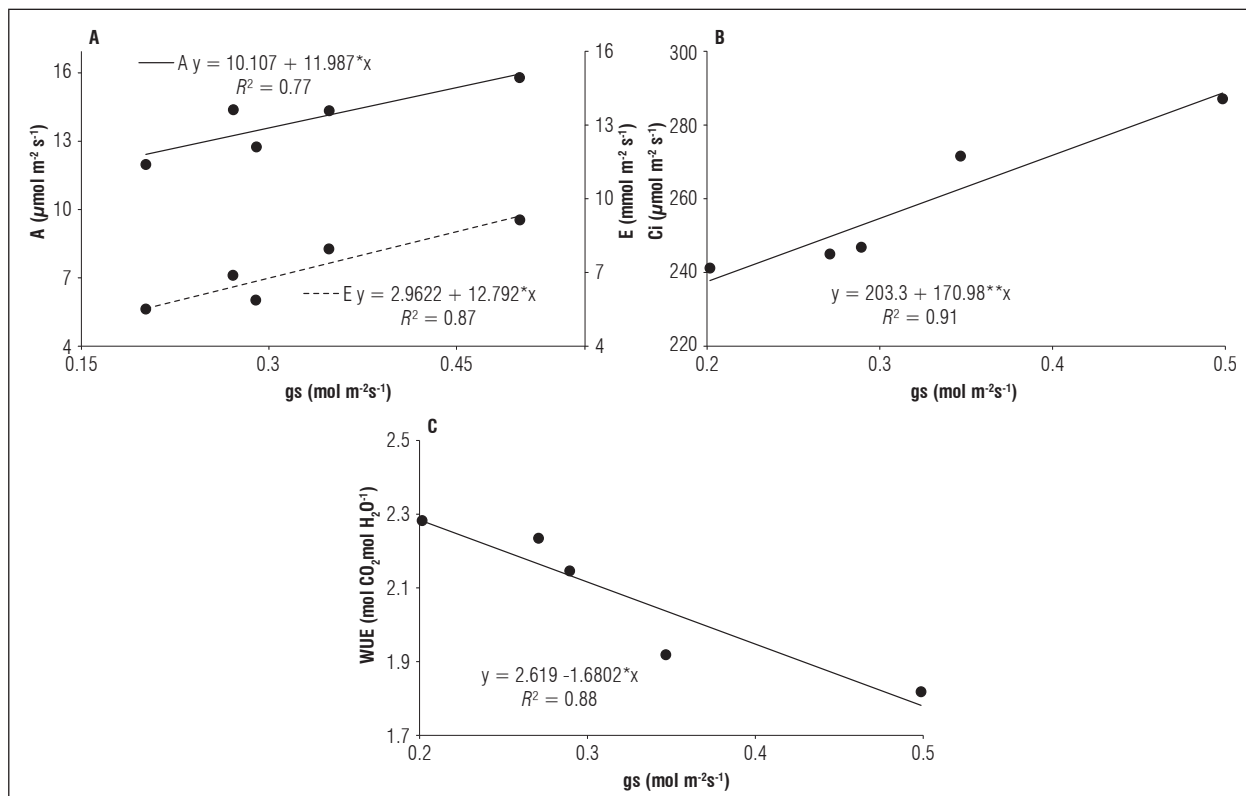 A
A y = 10.107 + 11.987*x
R² = 0.77
16
13
10
7
4
A (µmol m⁻² s⁻¹)
16
13
10
7
4
E (mmol m⁻² s⁻¹)
E y = 2.9622 + 12.792*x
R² = 0.87
0.15
0.3
0.45
gs (mol m⁻²s⁻¹)
B
300
280
260
240
220
Ci (µmol m⁻² s⁻¹)
y = 203.3 + 170.98**x
R² = 0.91
0.2
0.3
0.4
0.5
gs (mol m⁻²s⁻¹)
C
2.5
2.3
2.1
1.9
1.7
WUE (mol CO₂mol H₂O⁻¹)
y = 2.619 -1.6802*x
R² = 0.88
0.2
0.3
0.4
0.5
gs (mol m⁻²s⁻¹)